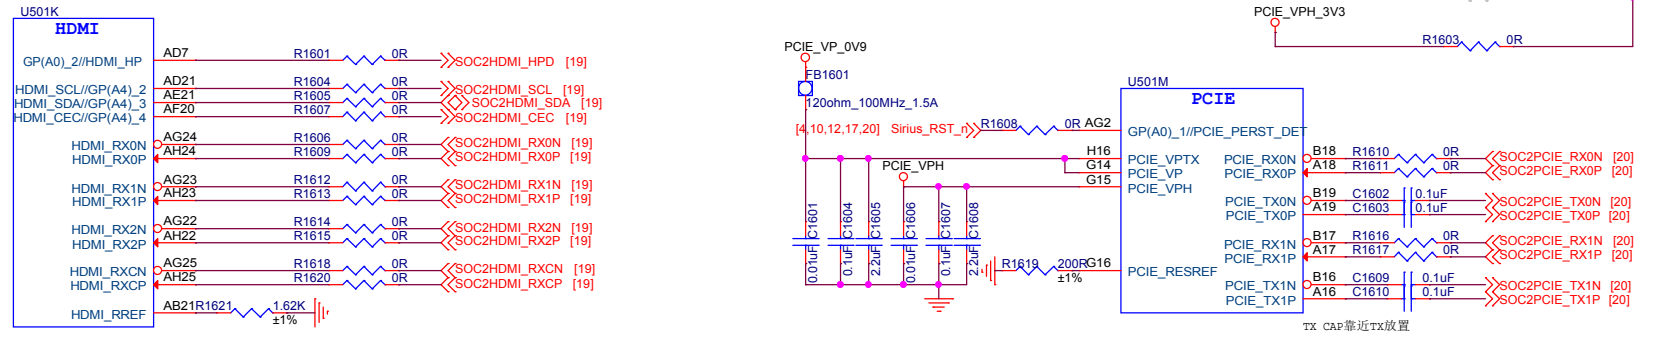 U501K
HDMI
GP(A0)_2//HDMI_HP AD7 R1601 0R SOC2HDMI_HPD [19]
HDMI_SCL//GP(A4)_2 AD21 R1604 0R SOC2HDMI_SCL [19]
HDMI_SDA//GP(A4)_3 AE21 R1605 0R SOC2HDMI_SDA [19]
HDMI_CEC//GP(A4)_4 AF20 R1607 0R SOC2HDMI_CEC [19]
HDMI_RX0N AG24 R1606 0R SOC2HDMI_RX0N [19]
HDMI_RX0P AH24 R1609 0R SOC2HDMI_RX0P [19]
HDMI_RX1N AG23 R1612 0R SOC2HDMI_RX1N [19]
HDMI_RX1P AH23 R1613 0R SOC2HDMI_RX1P [19]
HDMI_RX2N AG22 R1614 0R SOC2HDMI_RX2N [19]
HDMI_RX2P AH22 R1615 0R SOC2HDMI_RX2P [19]
HDMI_RXCN AG25 R1618 0R SOC2HDMI_RXCN [19]
HDMI_RXCP AH25 R1620 0R SOC2HDMI_RXCP [19]
HDMI_RREF AB21 R1621 1.62K
±1%
PCIE_VPH_3V3
R1603 0R
PCIE_VP_0V9
FB1601
120ohm_100MHz_1.5A
[4,10,12,17,20] Sirius_RST_n R1608 0R AG2
PCIE_VPH
C1601 0.01uF
C1604 0.1uF
C1605 2.2uF
C1606 0.01uF
C1607 0.1uF
C1608 2.2uF
R1619 200R G16
±1%
U501M
PCIE
GP(A0)_1//PCIE_PERST_DET
H16 PCIE_VPTX
G14 PCIE_VP
G15 PCIE_VPH
PCIE_RESREF
PCIE_RX0N B18 R1610 0R SOC2PCIE_RX0N [20]
PCIE_RX0P A18 R1611 0R SOC2PCIE_RX0P [20]
PCIE_TX0N B19 C1602 0.1uF SOC2PCIE_TX0N [20]
PCIE_TX0P A19 C1603 0.1uF SOC2PCIE_TX0P [20]
PCIE_RX1N B17 R1616 0R SOC2PCIE_RX1N [20]
PCIE_RX1P A17 R1617 0R SOC2PCIE_RX1P [20]
PCIE_TX1N B16 C1609 0.1uF SOC2PCIE_TX1N [20]
PCIE_TX1P A16 C1610 0.1uF SOC2PCIE_TX1P [20]
TX CAP靠近TX放置